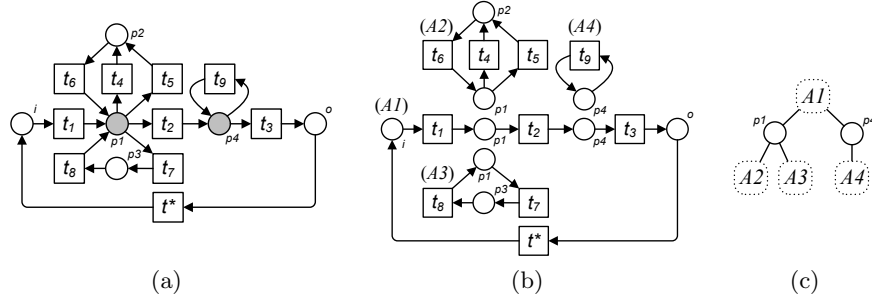 p2
t6 t4 t5 t9
i o
t1 p1 t2 p4 t3
t8 p3 t7
t*
(a)
(A2) (A4)
t6 t4 t5 t9
p1 p4
(A1) o
i t1 p1 t2 p4 t3
(A3) p1
t8 p3 t7
t*
(b)
A1
p1 p4
A2 A3 A4
(c)